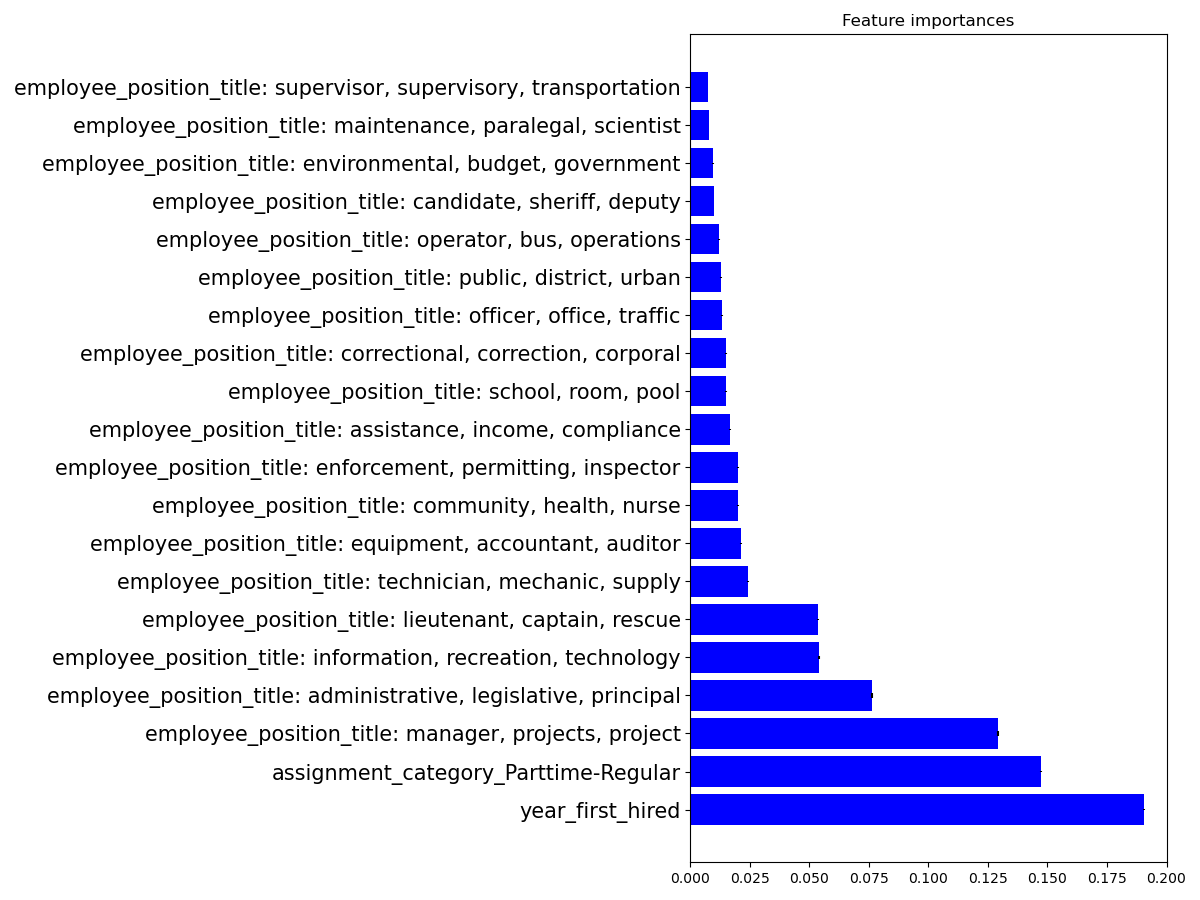 Feature importances
employee_position_title: supervisor, supervisory, transportation
employee_position_title: maintenance, paralegal, scientist
employee_position_title: environmental, budget, government
employee_position_title: candidate, sheriff, deputy
employee_position_title: operator, bus, operations
employee_position_title: public, district, urban
employee_position_title: officer, office, traffic
employee_position_title: correctional, correction, corporal
employee_position_title: school, room, pool
employee_position_title: assistance, income, compliance
employee_position_title: enforcement, permitting, inspector
employee_position_title: community, health, nurse
employee_position_title: equipment, accountant, auditor
employee_position_title: technician, mechanic, supply
employee_position_title: lieutenant, captain, rescue
employee_position_title: information, recreation, technology
employee_position_title: administrative, legislative, principal
employee_position_title: manager, projects, project
assignment_category_Parttime-Regular
year_first_hired
0.000 0.025 0.050 0.075 0.100 0.125 0.150 0.175 0.200